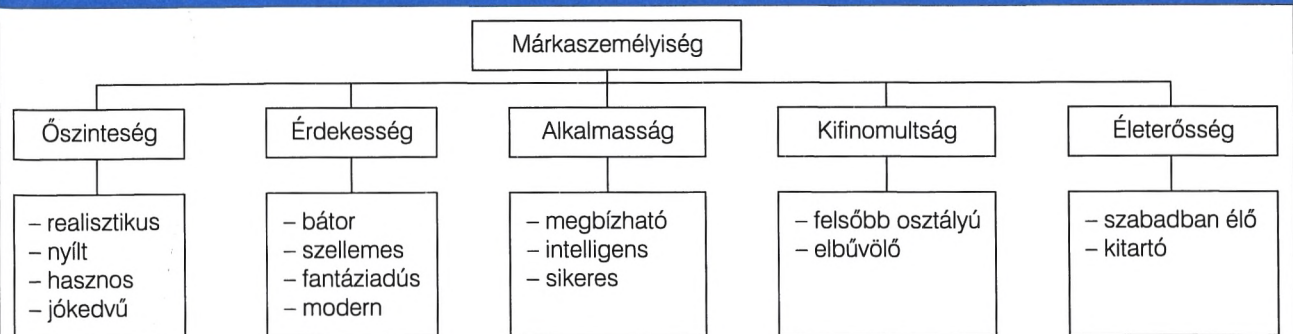 Márkaszemélyiség
Őszinteség
Érdekesség
Alkalmasság
Kifinomultság
Életerősség
– realisztikus
– nyílt
– hasznos
– jókedvű
– bátor
– szellemes
– fantáziadús
– modern
– megbízható
– intelligens
– sikeres
– felsőbb osztályú
– elbűvölő
– szabadban élő
– kitartó